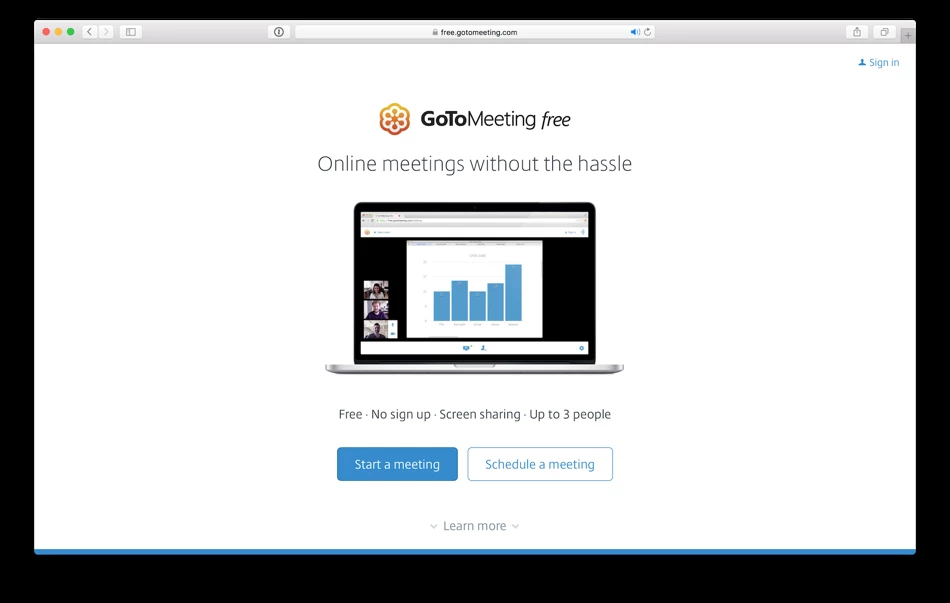 free.gotomeeting.com
Sign in
GoToMeeting free
Online meetings without the hassle
Free · No sign up · Screen sharing · Up to 3 people
Start a meeting
Schedule a meeting
Learn more